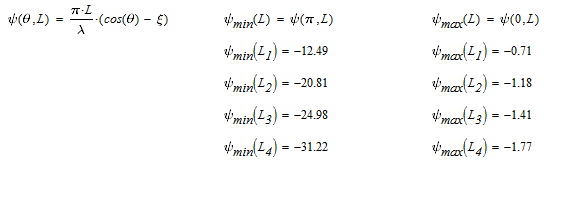 ψ(θ,L) = π·L/λ ·(cos(θ) − ξ) ψmin(L) = ψ(π,L) ψmax(L) = ψ(0,L)
ψmin(L1) = −12.49 ψmax(L1) = −0.71
ψmin(L2) = −20.81 ψmax(L2) = −1.18
ψmin(L3) = −24.98 ψmax(L3) = −1.41
ψmin(L4) = −31.22 ψmax(L4) = −1.77